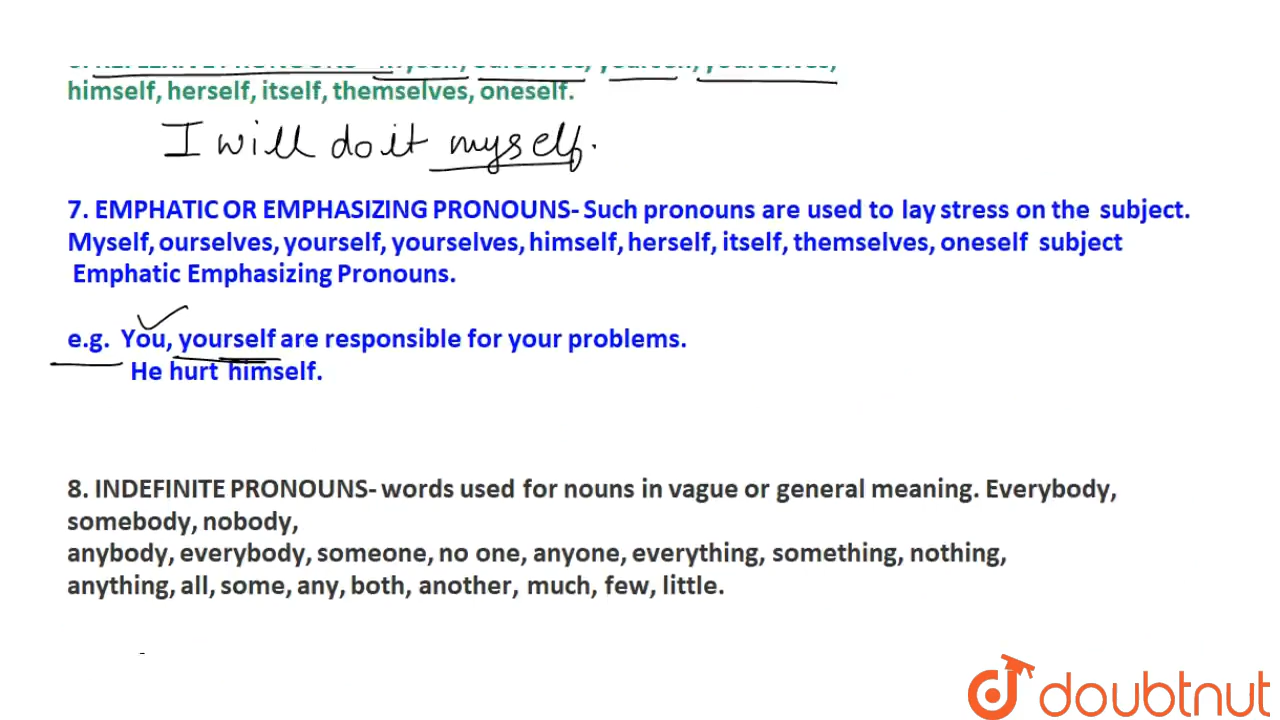 himself, herself, itself, themselves, oneself.
I will do it myself.
7. EMPHATIC OR EMPHASIZING PRONOUNS- Such pronouns are used to lay stress on the subject.
Myself, ourselves, yourself, yourselves, himself, herself, itself, themselves, oneself subject
Emphatic Emphasizing Pronouns.
e.g. You, yourself are responsible for your problems.
He hurt himself.
8. INDEFINITE PRONOUNS- words used for nouns in vague or general meaning. Everybody,
somebody, nobody,
anybody, everybody, someone, no one, anyone, everything, something, nothing,
anything, all, some, any, both, another, much, few, little.
doubtnut